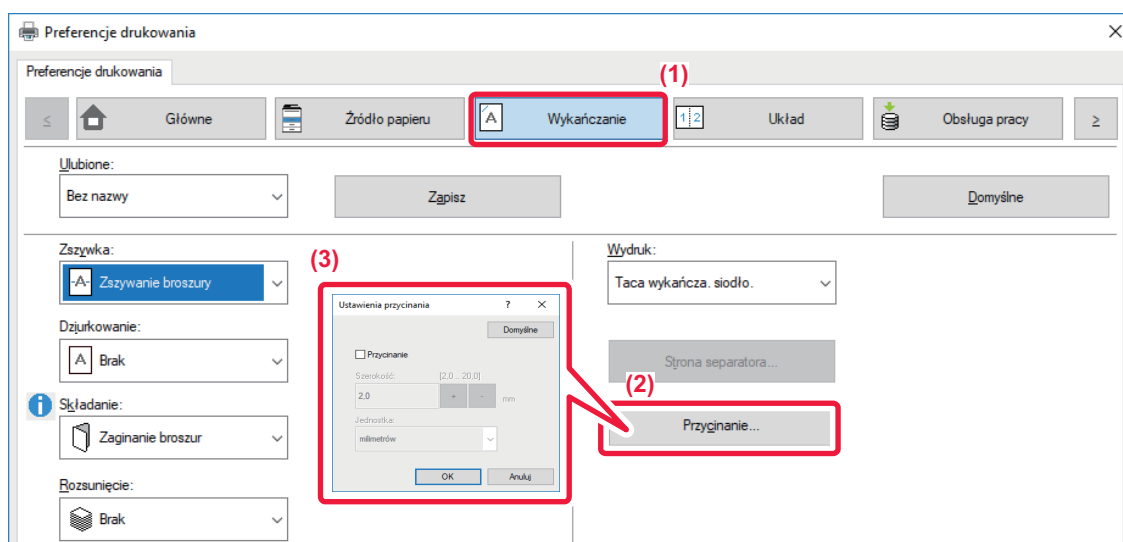 Preferencje drukowania
Preferencje drukowania
(1)
≤ Główne Źródło papieru A Wykańczanie 1 2 Układ Obsługa pracy ≥
Ulubione:
Bez nazwy Zapisz Domyślne
Zszywka: Wydruk:
(3)
-A- Zszywanie broszury Taca wykańcza. siodło.
Ustawienia przycinania ? ×
Domyślne
Dziurkowanie:
A Brak
Przycinanie
Strona separatora...
Szerokość: [2,0 .. 20,0]
(2)
2,0 + - mm
i Składanie:
Jednostka:
Przycinanie...
Zaginanie broszur
milimetrów
OK Anuluj
Rozsunięcie:
Brak